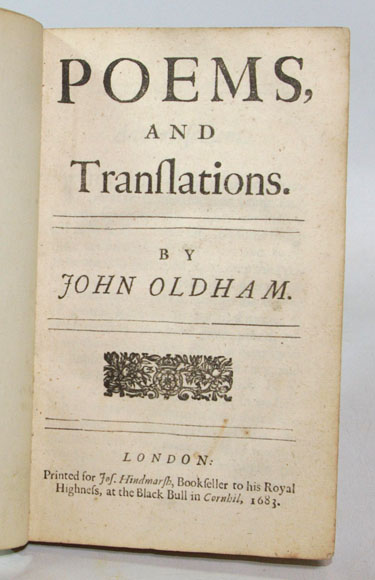 POEMS,
AND
Tranſlations.
BY
JOHN OLDHAM.
LONDON:
Printed for Joſ. Hindmarſh, Bookſeller to his Royal
Highneſs, at the Black Bull in Cornhil, 1683.